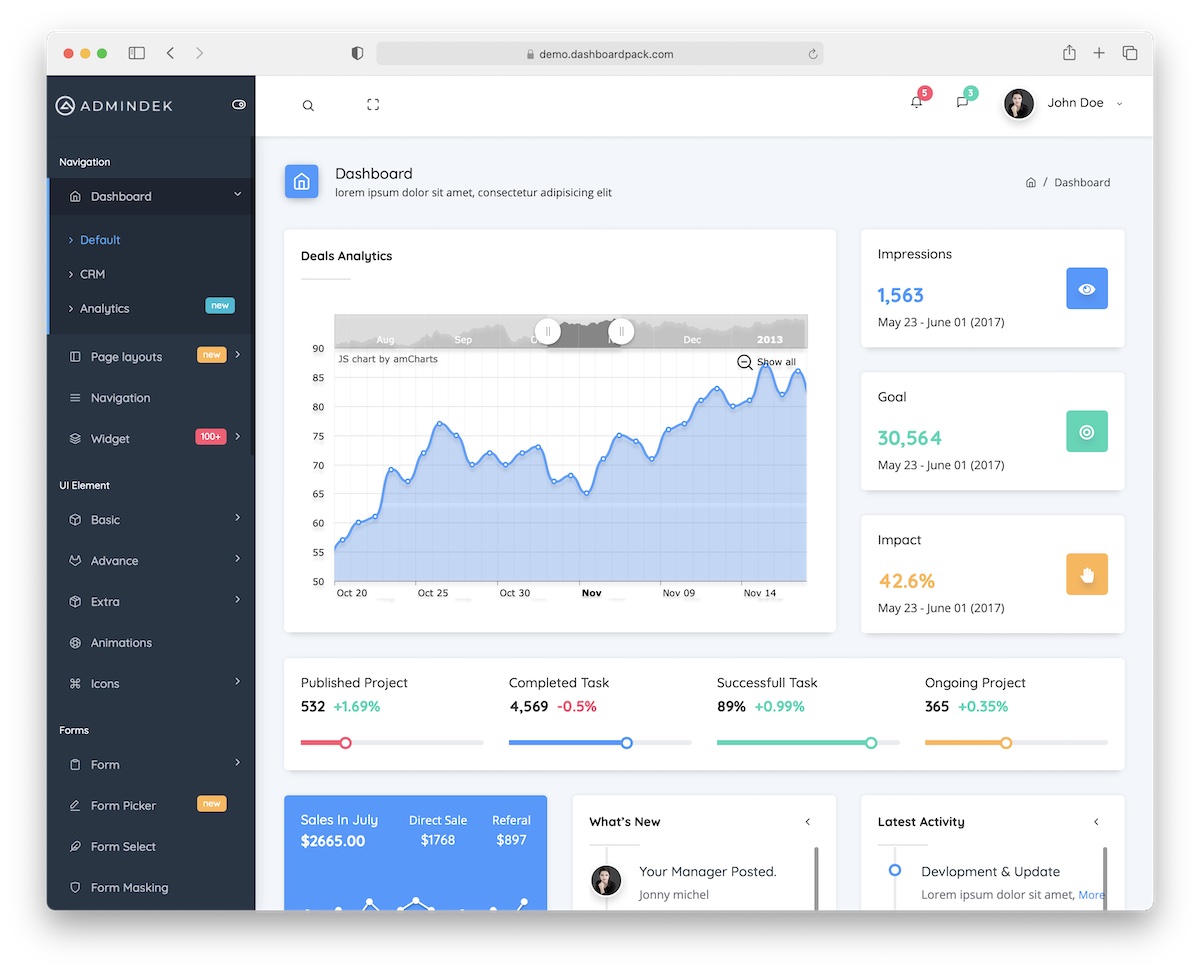 demo.dashboardpack.com
ADMINDEK
5
3
John Doe
Navigation
Dashboard
Default
CRM
Analytics
new
Page layouts
new
Navigation
Widget
100+
UI Element
Basic
Advance
Extra
Animations
Icons
Forms
Form
Form Picker
new
Form Select
Form Masking
Dashboard
lorem ipsum dolor sit amet, consectetur adipisicing elit
/ Dashboard
Deals Analytics
Aug Sep Dec 2013
JS chart by amCharts
Show all
90
85
80
75
70
65
60
55
50
Oct 20 Oct 25 Oct 30 Nov Nov 09 Nov 14
Impressions
1,563
May 23 - June 01 (2017)
Goal
30,564
May 23 - June 01 (2017)
Impact
42.6%
May 23 - June 01 (2017)
Published Project
532 +1.69%
Completed Task
4,569 -0.5%
Successfull Task
89% +0.99%
Ongoing Project
365 +0.35%
Sales In July
$2665.00
Direct Sale
$1768
Referal
$897
What's New
Your Manager Posted.
Jonny michel
Latest Activity
Devlopment & Update
Lorem ipsum dolor sit amet, More